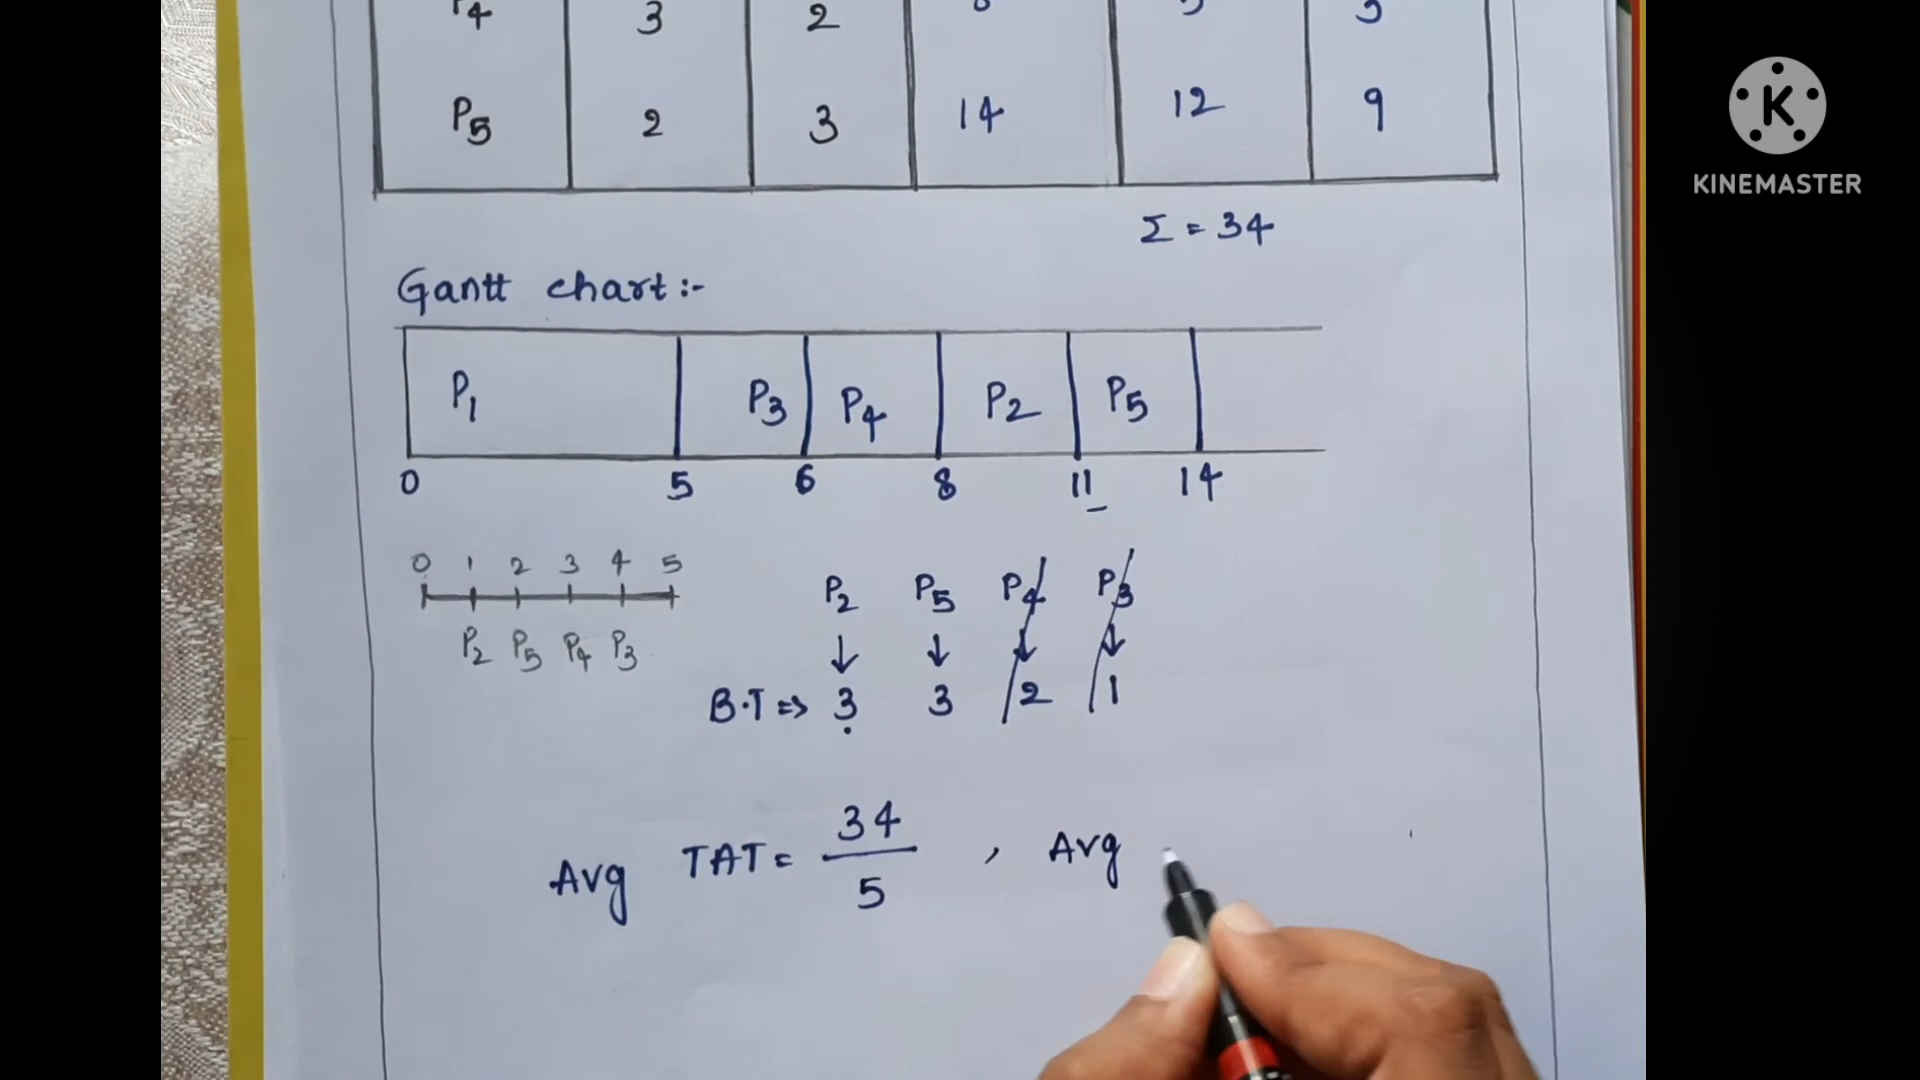 P4 3 2 8 5 3
P5 2 3 14 12 9
Σ = 34
Gantt chart :-
P1 P3 P4 P2 P5
0 5 6 8 11 14
0 1 2 3 4 5
P2 P5 P4 P3
P2 P5 P4 P3
↓ ↓ ↓ ↓
B.T => 3 3 2 1
Avg TAT = 34/5 , Avg
K
KINEMASTER